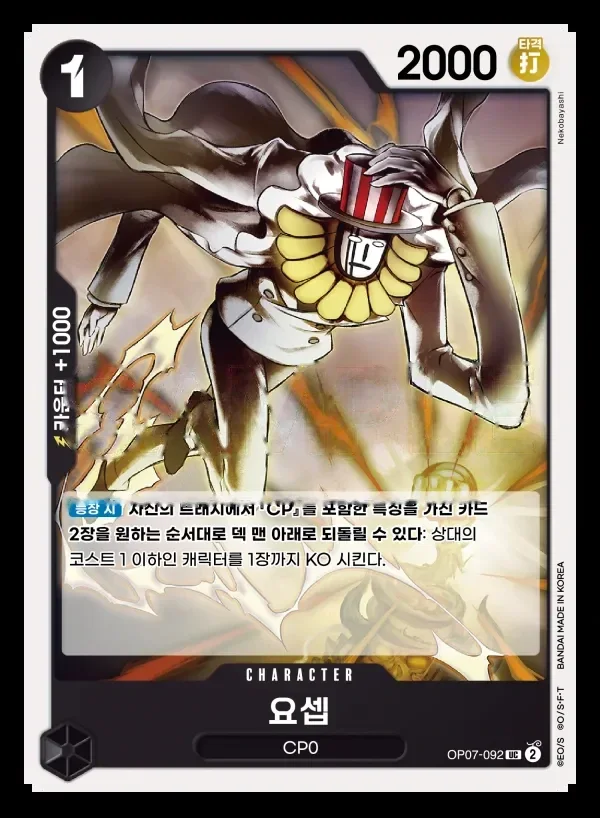 1
2000
타격
打
Nekobayashi
카운터 +1000
등장 시 자신의 트래시에서 『CP』를 포함한 특징을 가진 카드
2장을 원하는 순서대로 덱 맨 아래로 되돌릴 수 있다: 상대의
코스트 1 이하인 캐릭터를 1장까지 KO 시킨다.
CHARACTER
요셉
CP0
OP07-092 UC 2
©EO/S ©O/S·F·T BANDAI MADE IN KOREA